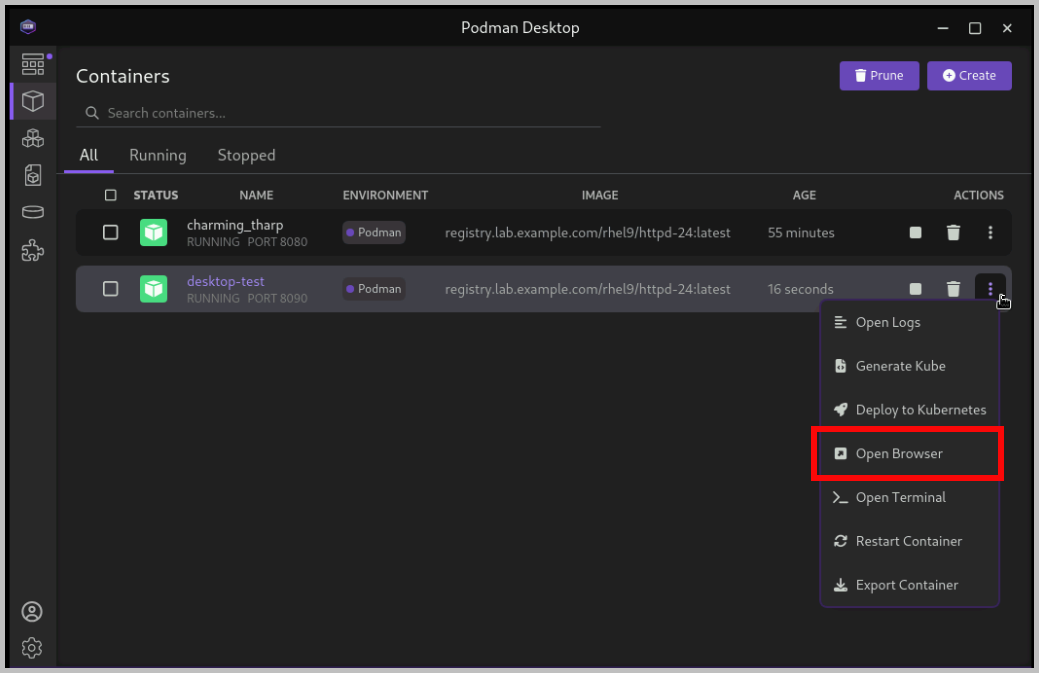 Podman Desktop
Containers
Prune
Create
Search containers...
All Running Stopped
STATUS NAME ENVIRONMENT IMAGE AGE ACTIONS
charming_tharp
RUNNING PORT 8080
Podman
registry.lab.example.com/rhel9/httpd-24:latest
55 minutes
desktop-test
RUNNING PORT 8090
Podman
registry.lab.example.com/rhel9/httpd-24:latest
16 seconds
Open Logs
Generate Kube
Deploy to Kubernetes
Open Browser
Open Terminal
Restart Container
Export Container